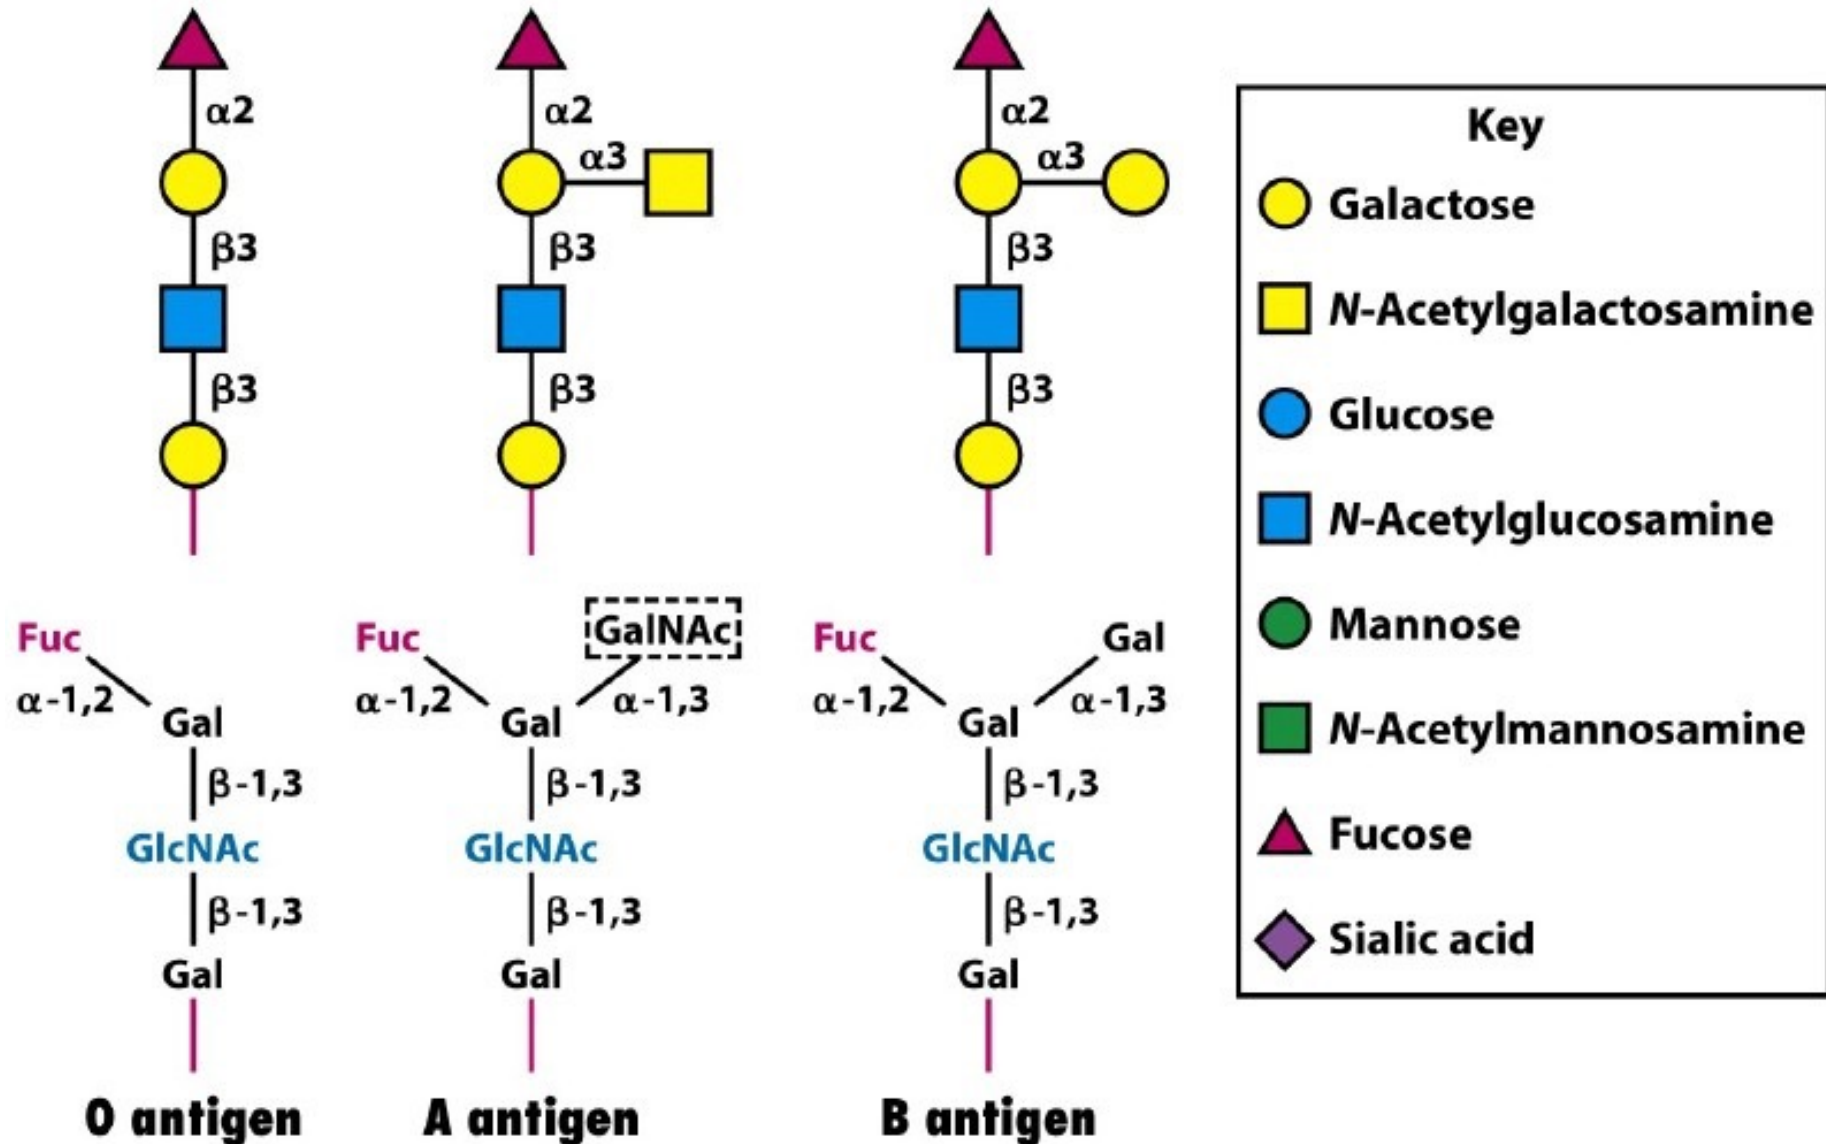 α2
α2
α3
α2
α3
β3
β3
β3
β3
β3
β3
Fuc
α-1,2
Gal
β-1,3
GlcNAc
β-1,3
Gal
O antigen
Fuc
GalNAc
α-1,2
α-1,3
Gal
β-1,3
GlcNAc
β-1,3
Gal
A antigen
Fuc
Gal
α-1,2
α-1,3
Gal
β-1,3
GlcNAc
β-1,3
Gal
B antigen
Key
Galactose
N-Acetylgalactosamine
Glucose
N-Acetylglucosamine
Mannose
N-Acetylmannosamine
Fucose
Sialic acid